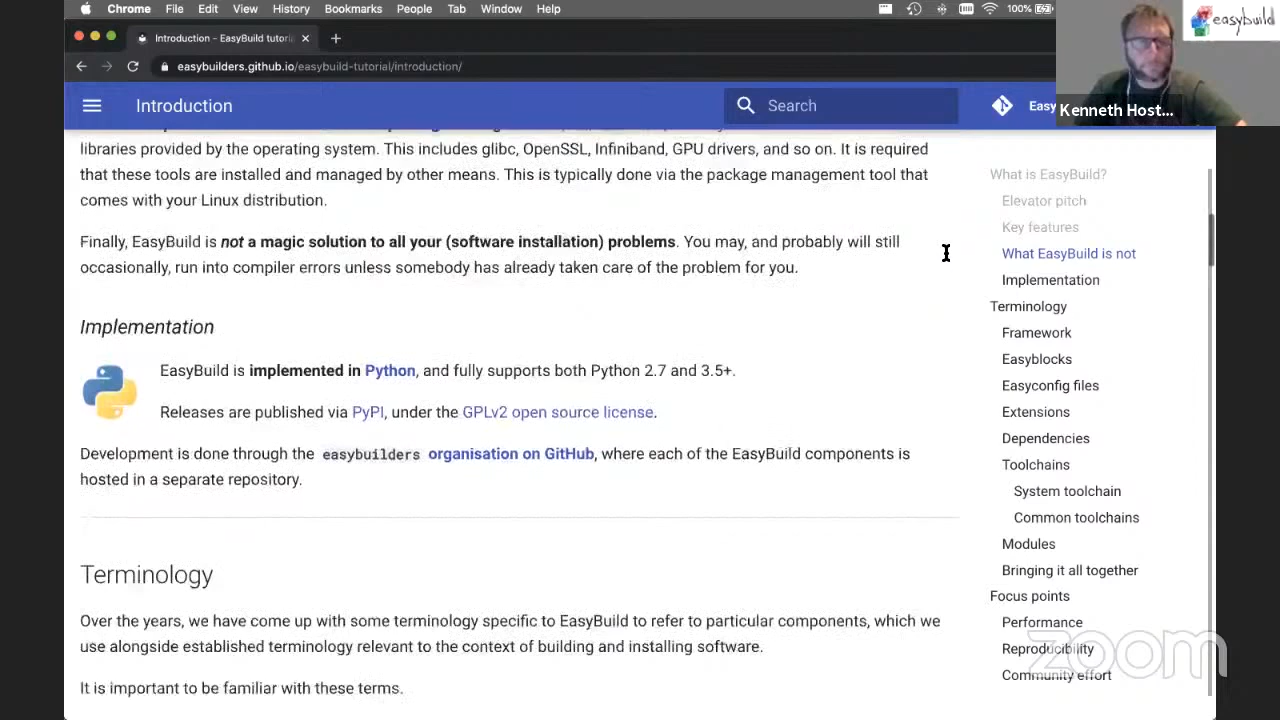 Chrome File Edit View History Bookmarks People Tab Window Help 100%
easybuild
Introduction - EasyBuild tutori
easybuilders.github.io/easybuild-tutorial/introduction/
Introduction
Search
Easy
Kenneth Host...
libraries provided by the operating system. This includes glibc, OpenSSL, Infiniband, GPU drivers, and so on. It is required
that these tools are installed and managed by other means. This is typically done via the package management tool that
comes with your Linux distribution.
Finally, EasyBuild is not a magic solution to all your (software installation) problems. You may, and probably will still
occasionally, run into compiler errors unless somebody has already taken care of the problem for you.
Implementation
EasyBuild is implemented in Python, and fully supports both Python 2.7 and 3.5+.
Releases are published via PyPI, under the GPLv2 open source license.
Development is done through the easybuilders organisation on GitHub, where each of the EasyBuild components is
hosted in a separate repository.
Terminology
Over the years, we have come up with some terminology specific to EasyBuild to refer to particular components, which we
use alongside established terminology relevant to the context of building and installing software.
It is important to be familiar with these terms.
What is EasyBuild?
Elevator pitch
Key features
What EasyBuild is not
Implementation
Terminology
Framework
Easyblocks
Easyconfig files
Extensions
Dependencies
Toolchains
System toolchain
Common toolchains
Modules
Bringing it all together
Focus points
Performance
Reproducibility
Community effort
zoom